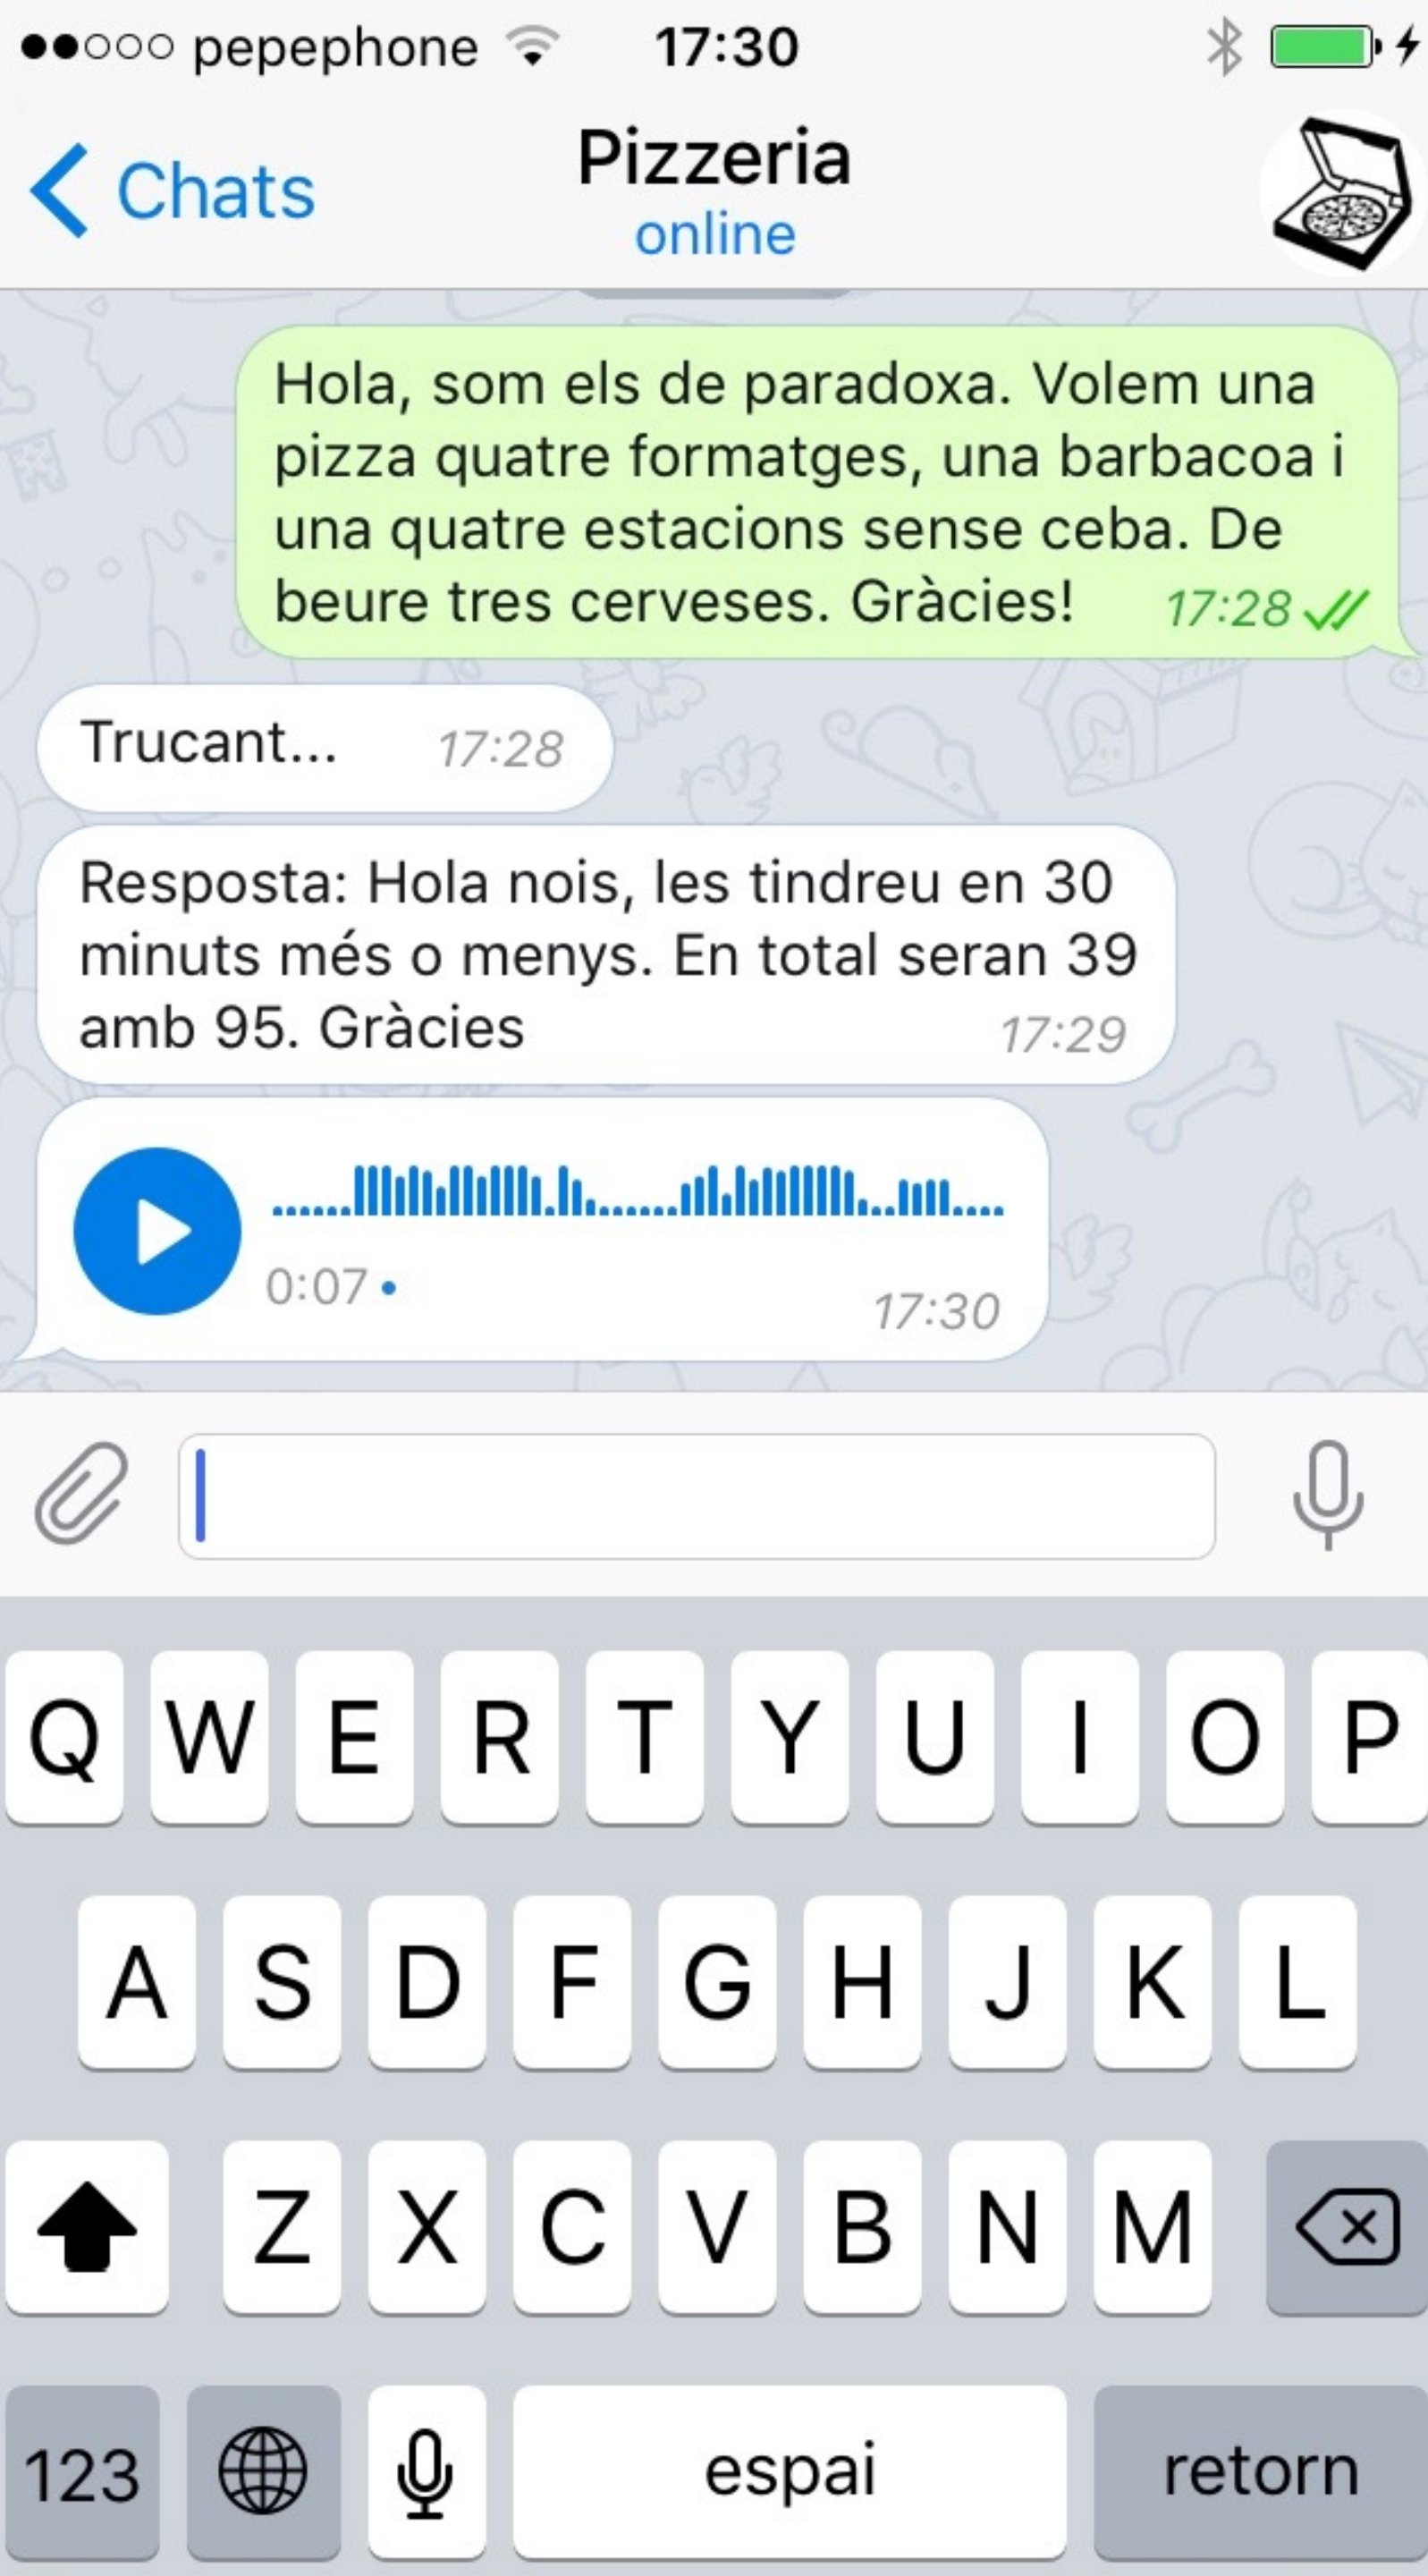 pepephone 17:30
Chats
Pizzeria
online
Hola, som els de paradoxa. Volem una
pizza quatre formatges, una barbacoa i
una quatre estacions sense ceba. De
beure tres cerveses. Gràcies! 17:28
Trucant... 17:28
Resposta: Hola nois, les tindreu en 30
minuts més o menys. En total seran 39
amb 95. Gràcies 17:29
0:07 17:30
Q W E R T Y U I O P
A S D F G H J K L
Z X C V B N M
123 espai retorn